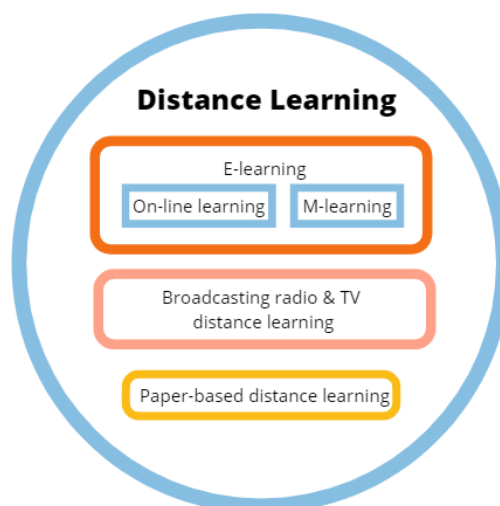 Distance Learning
E-learning
On-line learning
M-learning
Broadcasting radio & TV
distance learning
Paper-based distance learning